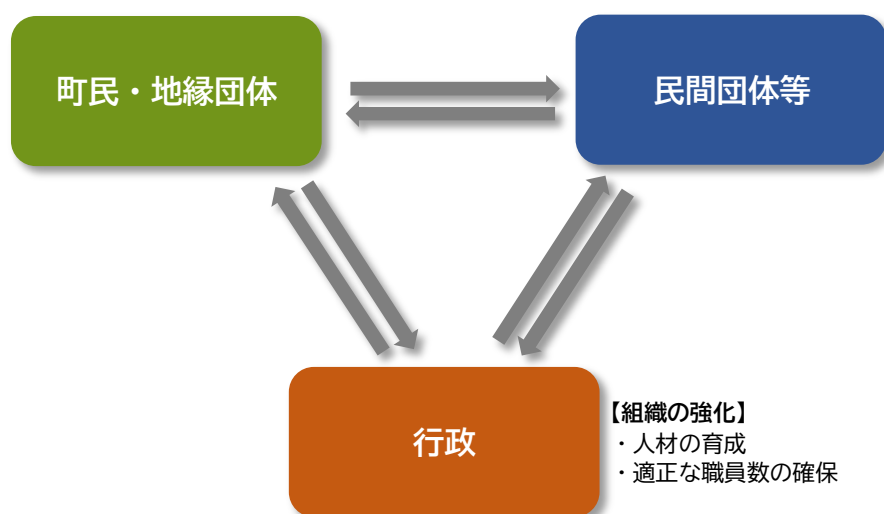 町民・地縁団体
民間団体等
行政
【組織の強化】
・人材の育成
・適正な職員数の確保